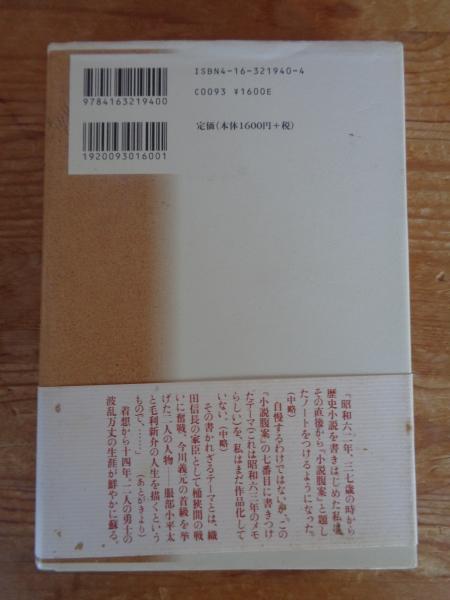 ISBN4-16-321940-4
C0093 ¥1600E
定価(本体1600円+税)
9784163219400
1920093016001
「昭和六一年、三七歳の時から
歴史小説を書きはじめた私は、
その直後から『小説腹案』と題し
たノートをつけるようになった。
(中略)
自慢するわけではないが、この
『小説腹案』の七番目に書きつけ
たテーマ(これは昭和六三年のメモ
らしい)を、私はまだ作品化して
いない。(中略)
その書かれざるテーマとは、織
田信長の家臣として桶狭間の戦
いに奮戦、今川義元の首級を挙
げた二人の人物――服部小平太
と毛利新介の人生を描くという
もので、……」(あとがきより)
着想から十四年。二人の勇士の
波乱万丈の生涯が鮮やかに蘇る。